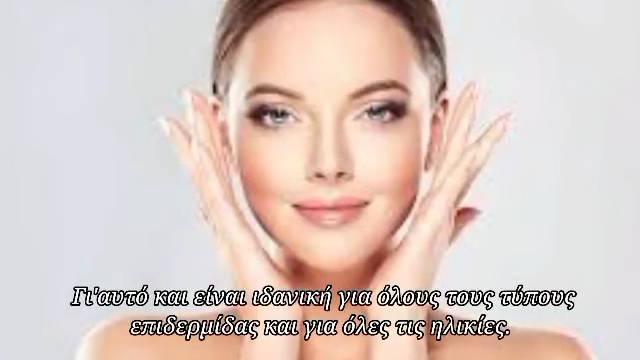 Γι'αυτό και είναι ιδανική για όλους τους τύπους
επιδερμίδας και για όλες τις ηλικίες.